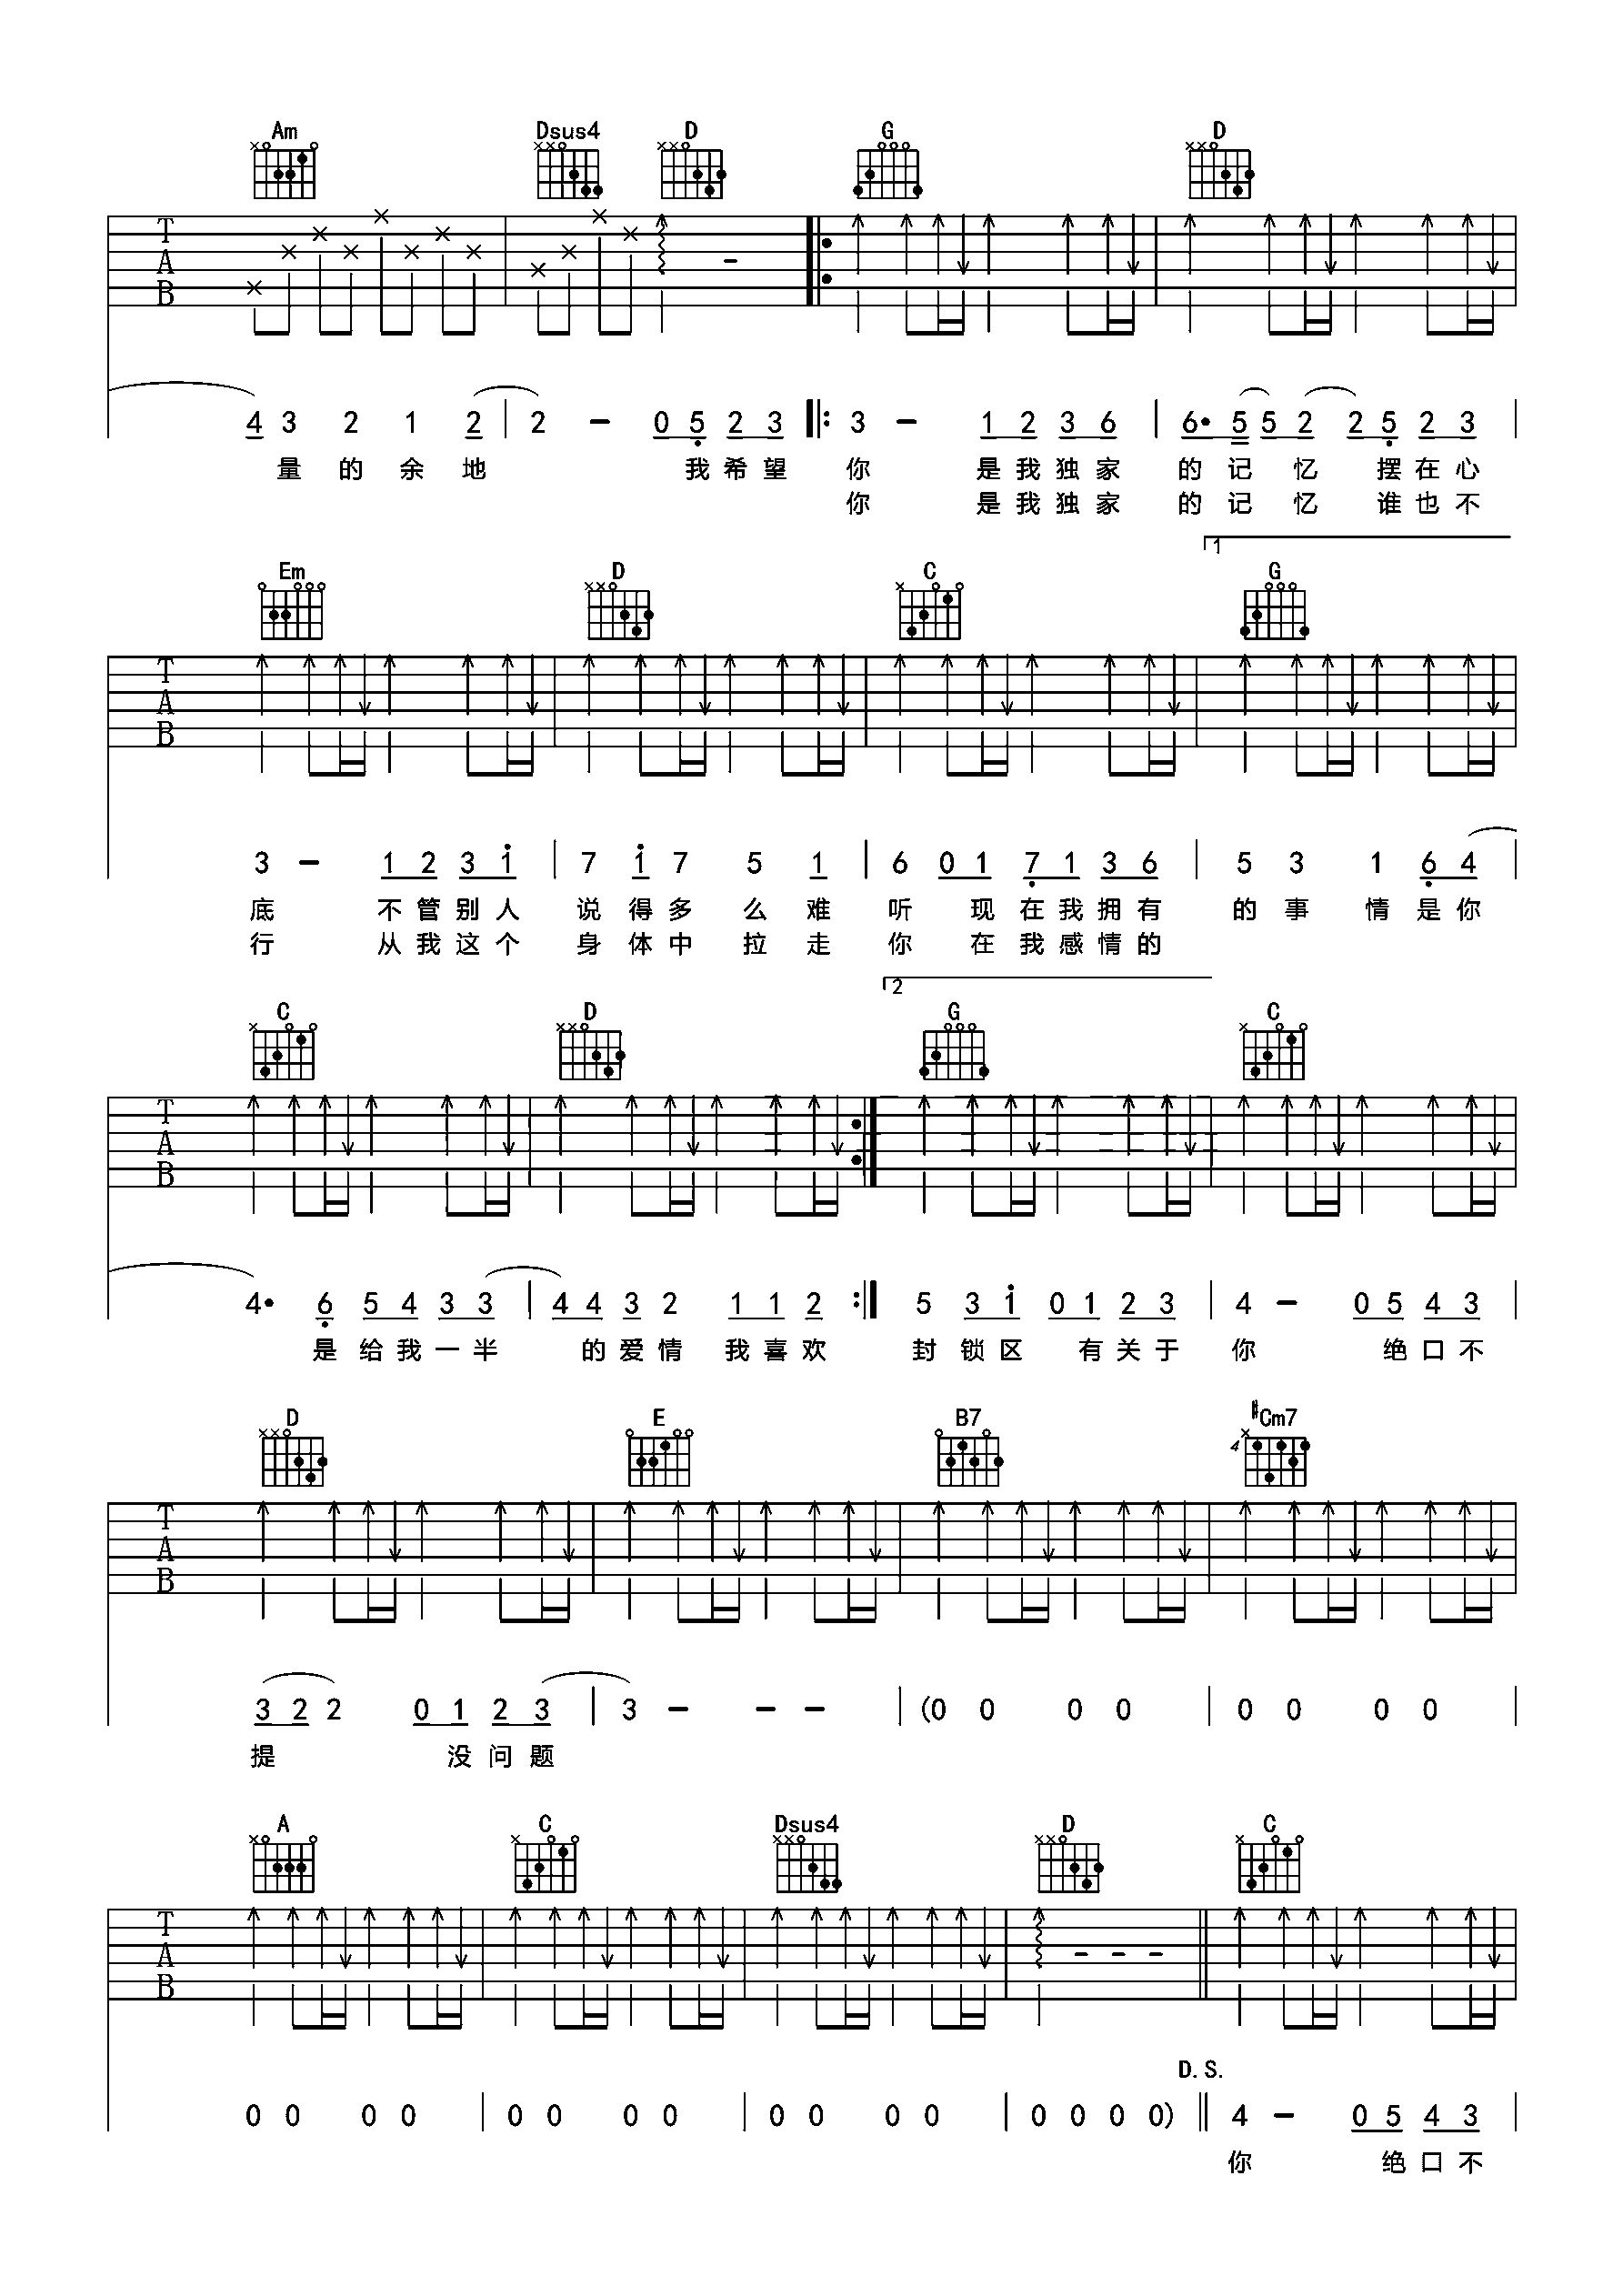 Am Dsus4 D G D
T A B
4 3 2 1 2 | 2 - 0 5 2 3 ‖: 3 - 1 2 3 6 | 6· 5 5 2 2 5 2 3 |
量 的 余 地 我 希 望 你 是 我 独 家 的 记 忆 摆 在 心
你 是 我 独 家 的 记 忆 谁 也 不
1
Em D C G
T A B
3 - 1 2 3 1 | 7 1 7 5 1 | 6 0 1 7 1 3 6 | 5 3 1 6 4 |
底 不 管 别 人 说 得 多 么 难 听 现 在 我 拥 有 的 事 情 是 你
行 从 我 这 个 身 体 中 拉 走 你 在 我 感 情 的
2
C D G C
T A B
4· 6 5 4 3 3 | 4 4 3 2 1 1 2 :‖ 5 3 1 0 1 2 3 | 4 - 0 5 4 3 |
是 给 我 一 半 的 爱 情 我 喜 欢 封 锁 区 有 关 于 你 绝 口 不
D E B7 #Cm7
4
T A B
3 2 2 0 1 2 3 | 3 - - - | (0 0 0 0 | 0 0 0 0 |
提 没 问 题
A C Dsus4 D C
T A B
D.S.
0 0 0 0 | 0 0 0 0 | 0 0 0 0 | 0 0 0 0) ‖ 4 - 0 5 4 3 |
你 绝 口 不